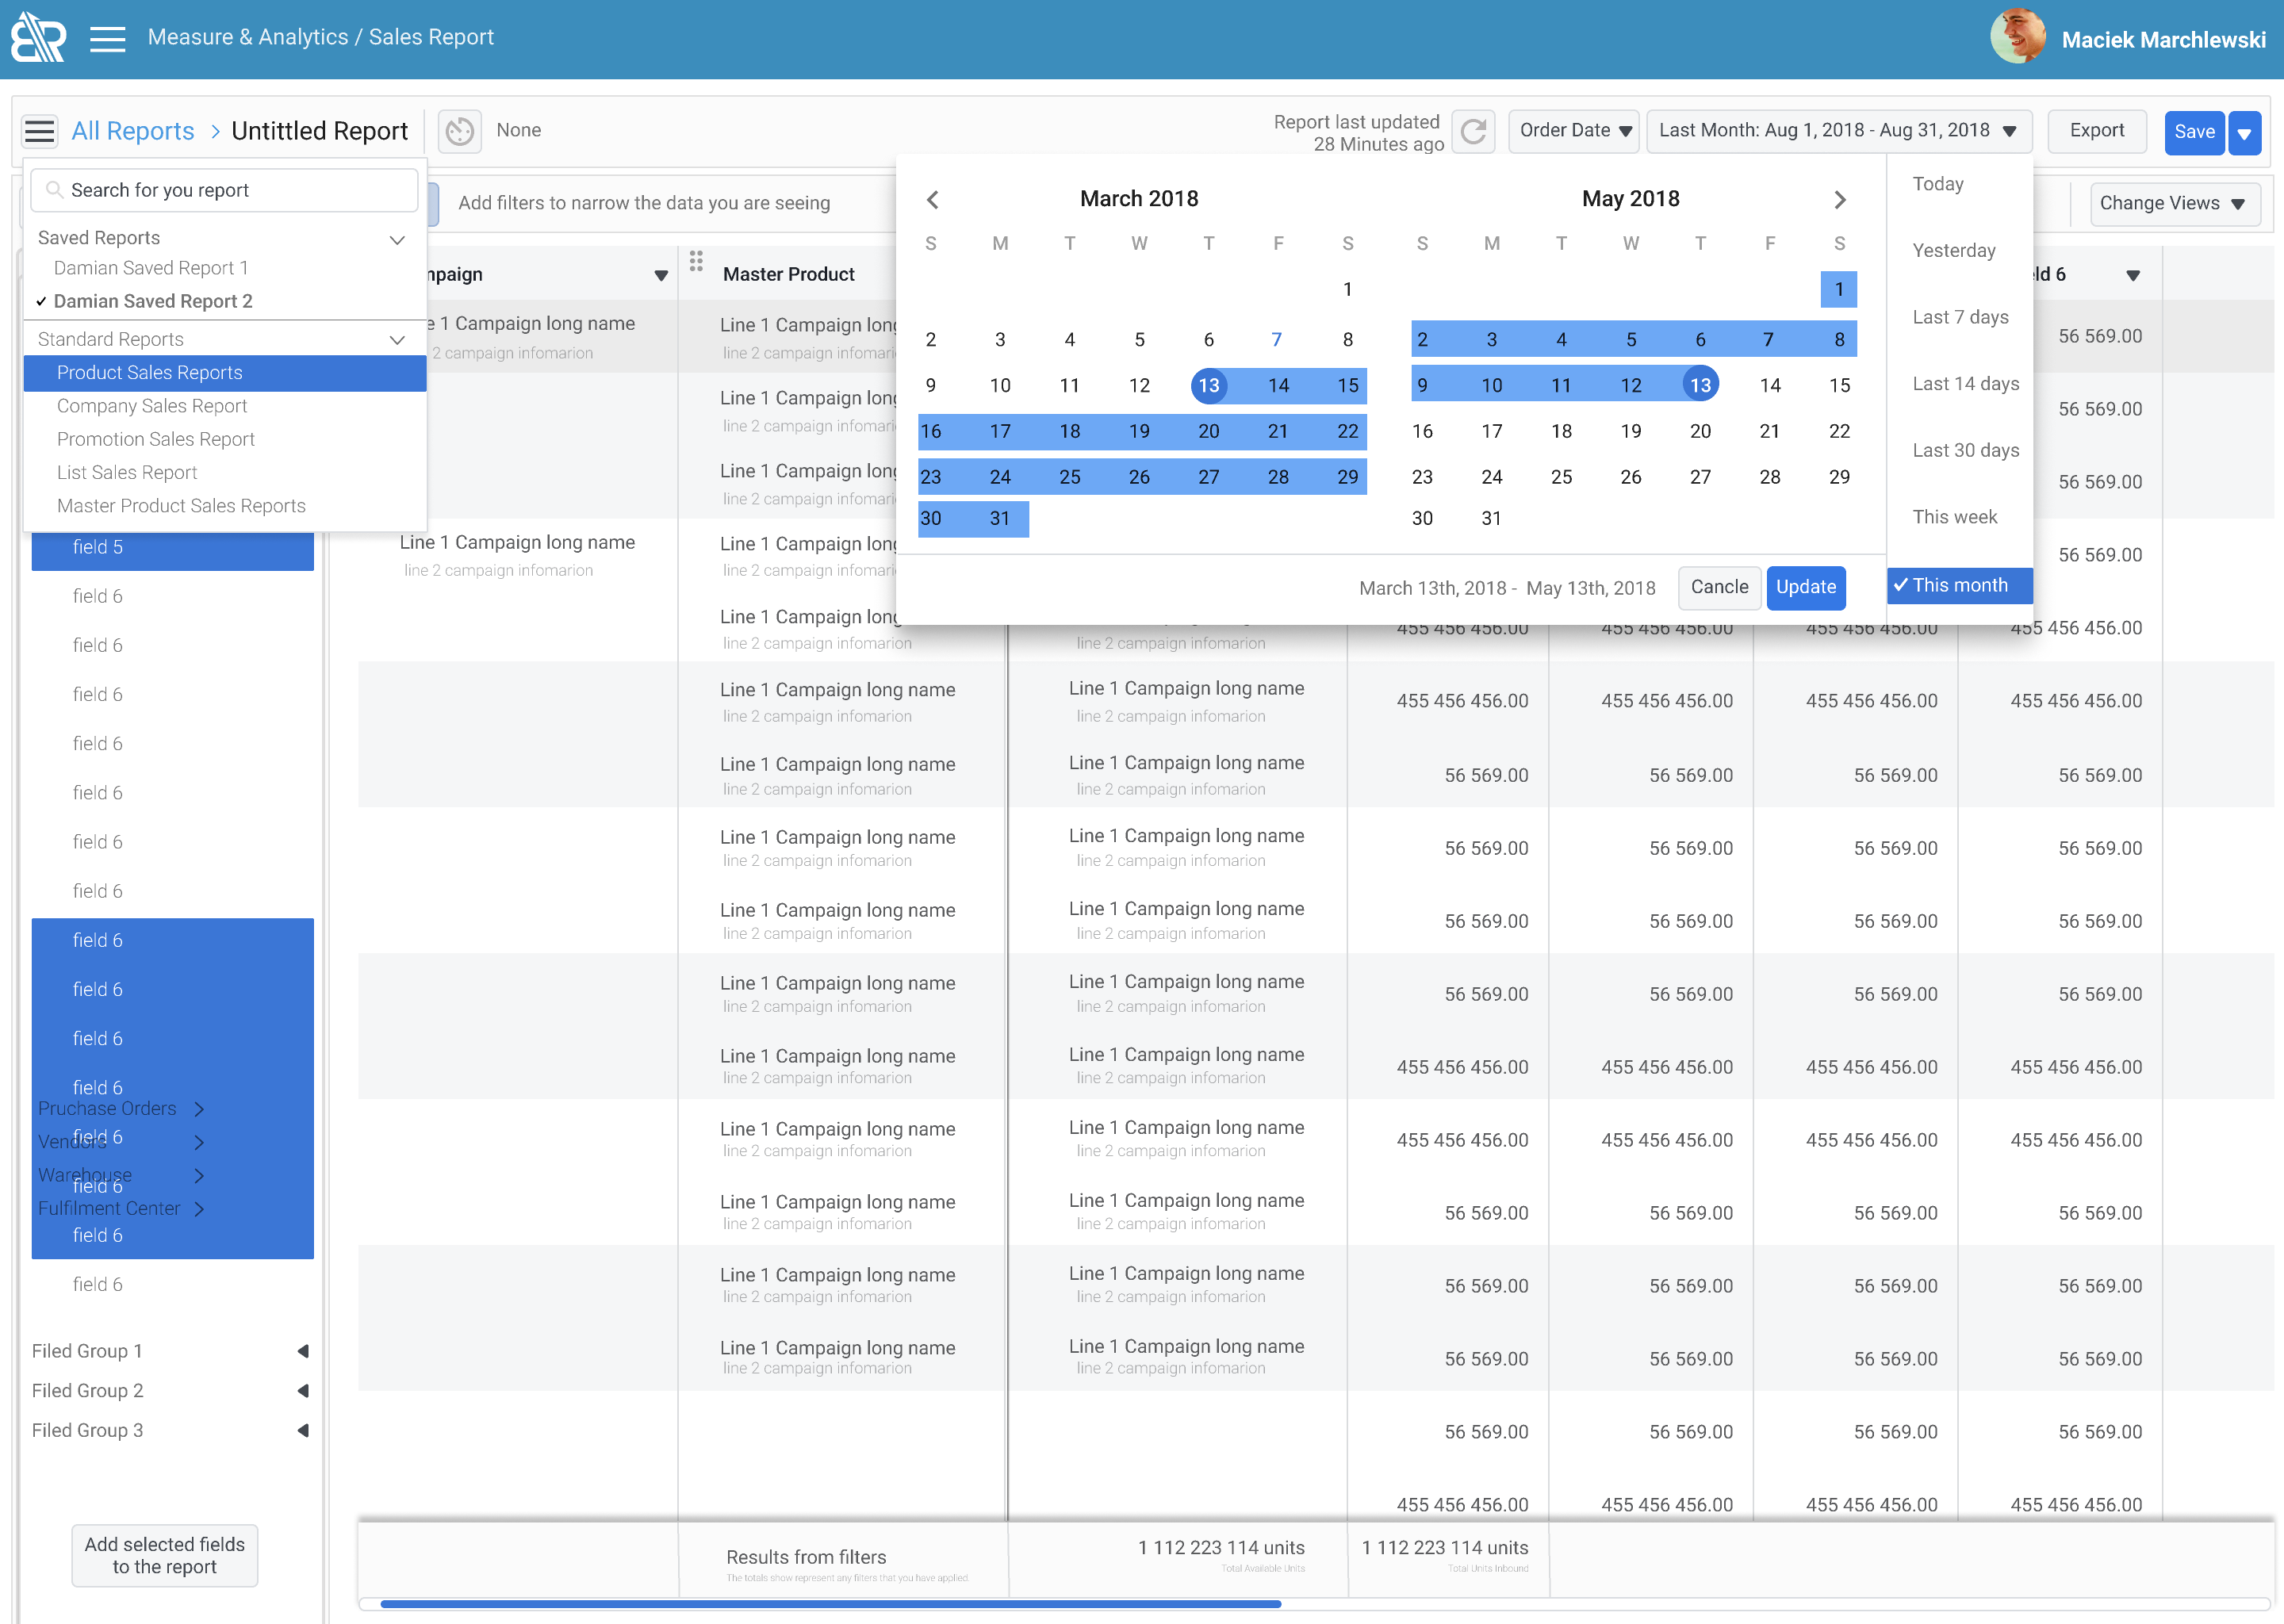 Measure & Analytics / Sales Report
Maciek Marchlewski
All Reports > Untittled Report
None
Report last updated
28 Minutes ago
Order Date
Last Month: Aug 1, 2018 - Aug 31, 2018
Export
Save
Search for you report
Saved Reports
Damian Saved Report 1
Damian Saved Report 2
Standard Reports
Product Sales Reports
Company Sales Report
Promotion Sales Report
List Sales Report
Master Product Sales Reports
Add filters to narrow the data you are seeing
Change Views
March 2018
S M T W T F S
1
2 3 4 5 6 7 8
9 10 11 12 13 14 15
16 17 18 19 20 21 22
23 24 25 26 27 28 29
30 31
May 2018
S M T W T F S
1
2 3 4 5 6 7 8
9 10 11 12 13 14 15
16 17 18 19 20 21 22
23 24 25 26 27 28 29
30 31
March 13th, 2018 - May 13th, 2018
Cancle
Update
Today
Yesterday
Last 7 days
Last 14 days
Last 30 days
This week
This month
field 5
field 6
field 6
field 6
field 6
field 6
field 6
field 6
field 6
field 6
field 6
field 6
Pruchase Orders
field 6
Vendors
Warehouse
field 6
Fulfilment Center
field 6
field 6
Filed Group 1
Filed Group 2
Filed Group 3
Add selected fields
to the report
npaign
Master Product
ld 6
e 1 Campaign long name
Line 1 Campaign long
56 569.00
2 campaign infomarion
line 2 campaign infomar
Line 1 Campaign long
56 569.00
line 2 campaign infomar
Line 1 Campaign long
56 569.00
line 2 campaign infomar
Line 1 Campaign long name
Line 1 Campaign long
56 569.00
line 2 campaign infomarion
line 2 campaign infomar
Line 1 Campaign long
455 456 456.00 455 456 456.00 455 456 456.00 455 456 456.00
line 2 campaign infomarion line 2 campaign infomarion
Line 1 Campaign long name Line 1 Campaign long name 455 456 456.00 455 456 456.00 455 456 456.00 455 456 456.00
line 2 campaign infomarion line 2 campaign infomarion
Line 1 Campaign long name Line 1 Campaign long name 56 569.00 56 569.00 56 569.00 56 569.00
line 2 campaign infomarion line 2 campaign infomarion
Line 1 Campaign long name Line 1 Campaign long name 56 569.00 56 569.00 56 569.00 56 569.00
line 2 campaign infomarion line 2 campaign infomarion
Line 1 Campaign long name Line 1 Campaign long name 56 569.00 56 569.00 56 569.00 56 569.00
line 2 campaign infomarion line 2 campaign infomarion
Line 1 Campaign long name Line 1 Campaign long name 56 569.00 56 569.00 56 569.00 56 569.00
line 2 campaign infomarion line 2 campaign infomarion
Line 1 Campaign long name Line 1 Campaign long name 455 456 456.00 455 456 456.00 455 456 456.00 455 456 456.00
line 2 campaign infomarion line 2 campaign infomarion
Line 1 Campaign long name Line 1 Campaign long name 455 456 456.00 455 456 456.00 455 456 456.00 455 456 456.00
line 2 campaign infomarion line 2 campaign infomarion
Line 1 Campaign long name Line 1 Campaign long name 56 569.00 56 569.00 56 569.00 56 569.00
line 2 campaign infomarion line 2 campaign infomarion
Line 1 Campaign long name Line 1 Campaign long name 56 569.00 56 569.00 56 569.00 56 569.00
line 2 campaign infomarion line 2 campaign infomarion
Line 1 Campaign long name Line 1 Campaign long name 56 569.00 56 569.00 56 569.00 56 569.00
line 2 campaign infomarion line 2 campaign infomarion
56 569.00 56 569.00 56 569.00 56 569.00
455 456 456.00 455 456 456.00 455 456 456.00 455 456 456.00
Results from filters
The totals show represent any filters that you have applied.
1 112 223 114 units
Total Available Units
1 112 223 114 units
Total Units Inbound